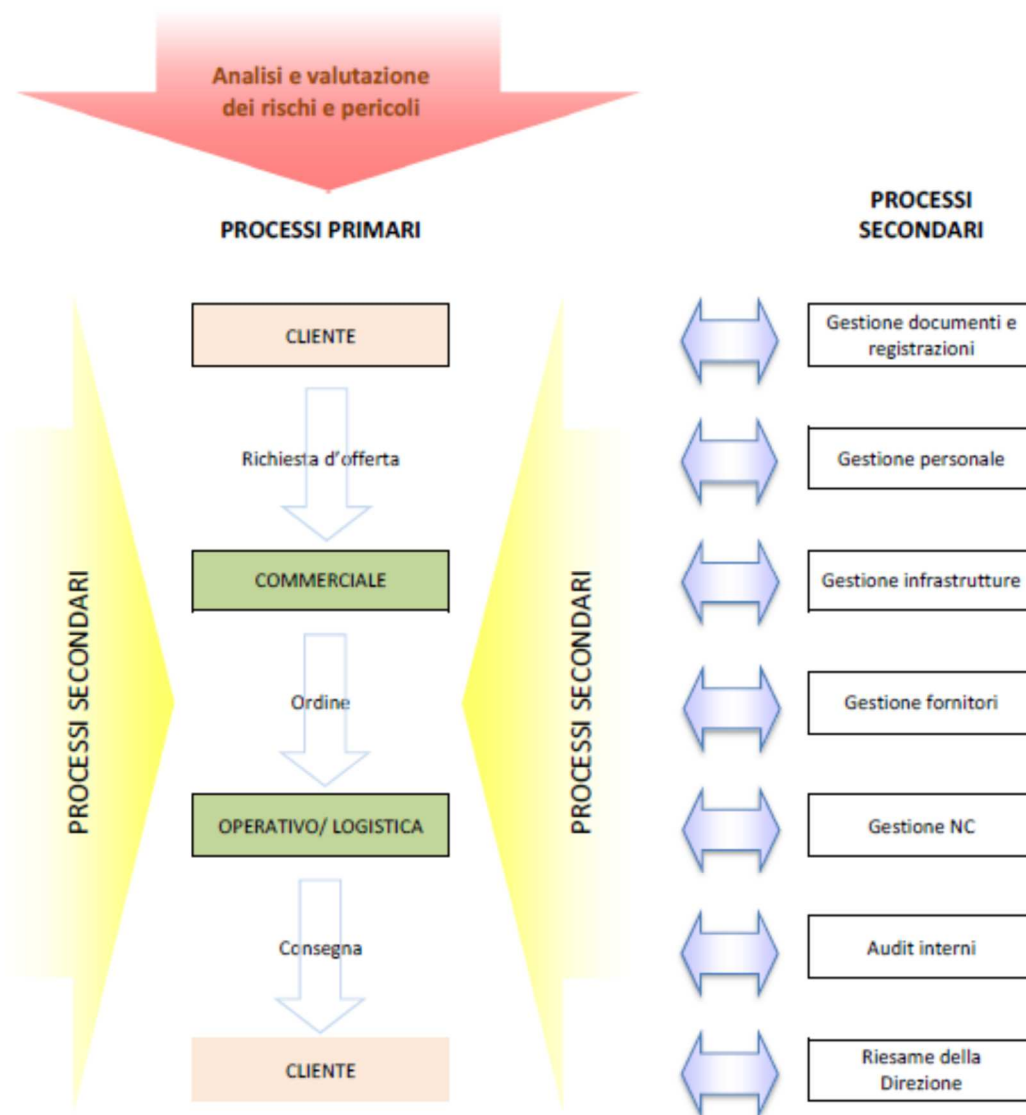 Analisi e valutazione
dei rischi e pericoli
PROCESSI PRIMARI
PROCESSI
SECONDARI
PROCESSI SECONDARI
CLIENTE
Richiesta d'offerta
COMMERCIALE
Ordine
OPERATIVO/ LOGISTICA
Consegna
CLIENTE
PROCESSI SECONDARI
Gestione documenti e
registrazioni
Gestione personale
Gestione infrastrutture
Gestione fornitori
Gestione NC
Audit interni
Riesame della
Direzione